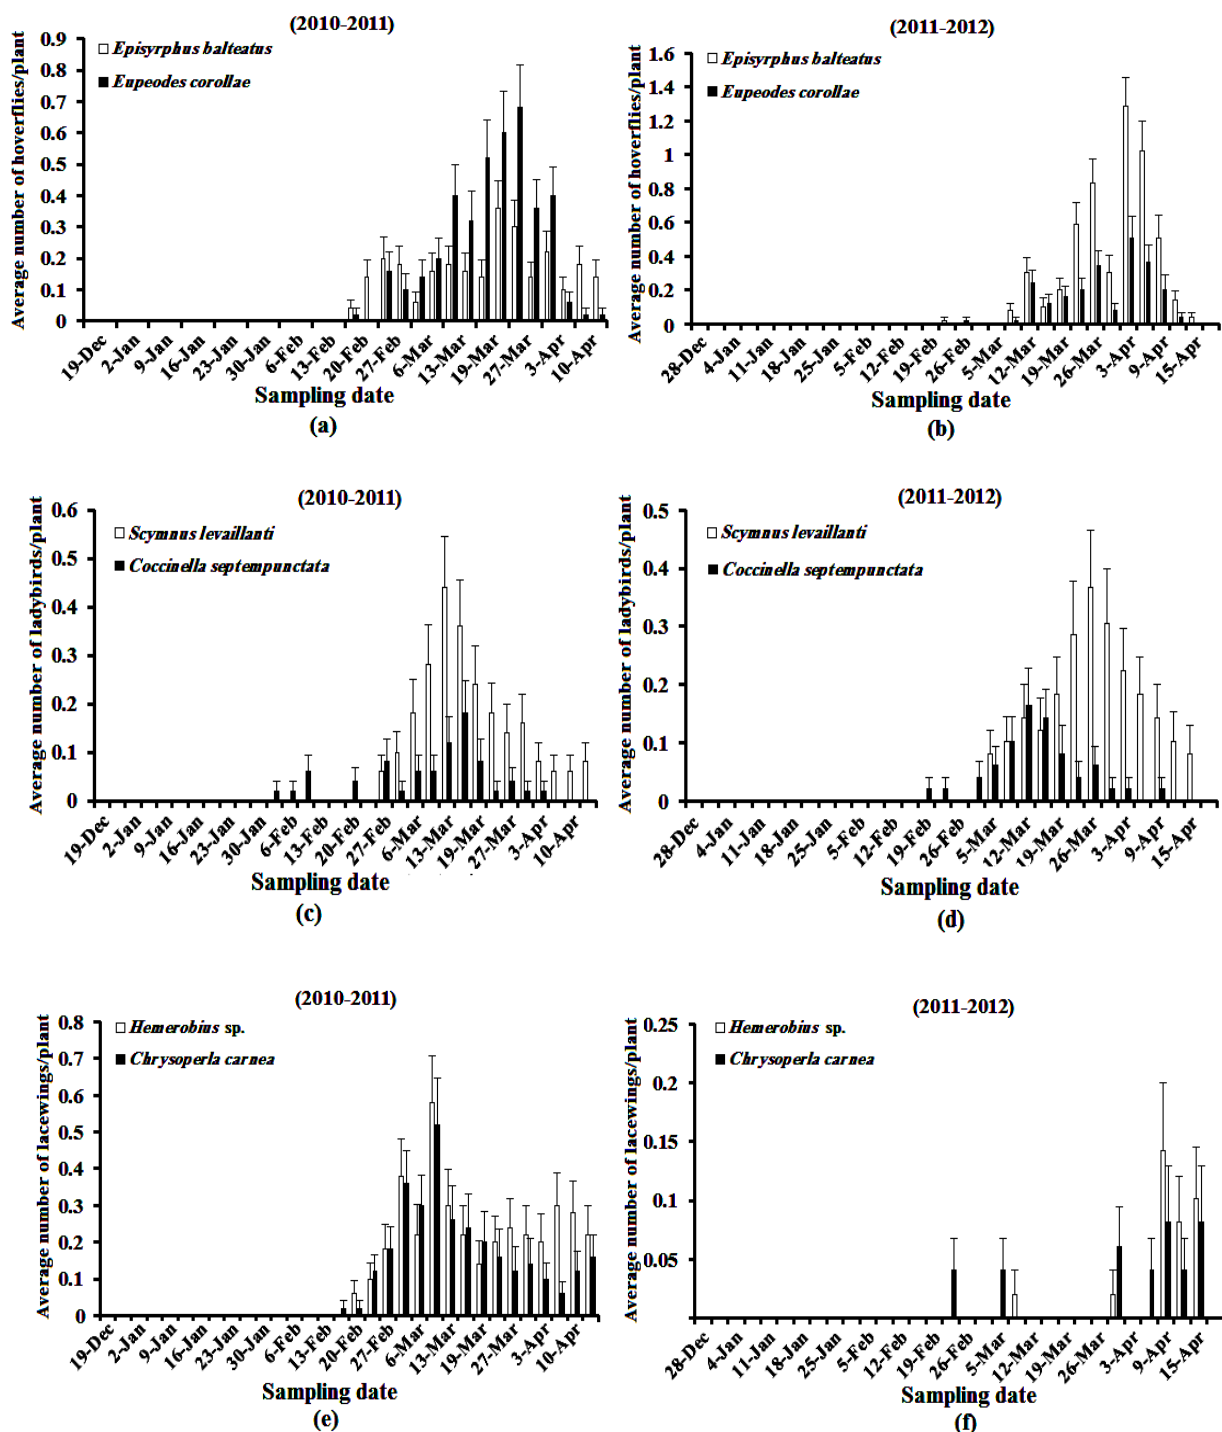 (2010-2011)
Average number of hoverflies/plant
0.9
0.8
0.7
0.6
0.5
0.4
0.3
0.2
0.1
0
Episyrphus balteatus
Eupeodes corollae
19-Dec
2-Jan
9-Jan
16-Jan
23-Jan
30-Jan
6-Feb
13-Feb
20-Feb
27-Feb
6-Mar
13-Mar
19-Mar
27-Mar
3-Apr
10-Apr
Sampling date
(a)
(2011-2012)
Average number of hoverflies/plant
1.6
1.4
1.2
1
0.8
0.6
0.4
0.2
0
Episyrphus balteatus
Eupeodes corollae
28-Dec
4-Jan
11-Jan
18-Jan
25-Jan
5-Feb
12-Feb
19-Feb
26-Feb
5-Mar
12-Mar
19-Mar
26-Mar
3-Apr
9-Apr
15-Apr
Sampling date
(b)
(2010-2011)
Average number of ladybirds/plant
0.6
0.5
0.4
0.3
0.2
0.1
0
Scymnus levaillanti
Coccinella septempunctata
19-Dec
2-Jan
9-Jan
16-Jan
23-Jan
30-Jan
6-Feb
13-Feb
20-Feb
27-Feb
6-Mar
13-Mar
19-Mar
27-Mar
3-Apr
10-Apr
Sampling date
(c)
(2011-2012)
Average number of ladybirds/plant
0.5
0.4
0.3
0.2
0.1
0
Scymnus levaillanti
Coccinella septempunctata
28-Dec
4-Jan
11-Jan
18-Jan
25-Jan
5-Feb
12-Feb
19-Feb
26-Feb
5-Mar
12-Mar
19-Mar
26-Mar
3-Apr
9-Apr
15-Apr
Sampling date
(d)
(2010-2011)
Average number of lacewings/plant
0.8
0.7
0.6
0.5
0.4
0.3
0.2
0.1
0
Hemerobius sp.
Chrysoperla carnea
19-Dec
2-Jan
9-Jan
16-Jan
23-Jan
30-Jan
6-Feb
13-Feb
20-Feb
27-Feb
6-Mar
13-Mar
19-Mar
27-Mar
3-Apr
10-Apr
Sampling date
(e)
(2011-2012)
Average number of lacewings/plant
0.25
0.2
0.15
0.1
0.05
Hemerobius sp.
Chrysoperla carnea
28-Dec
4-Jan
11-Jan
18-Jan
25-Jan
5-Feb
12-Feb
19-Feb
26-Feb
5-Mar
12-Mar
19-Mar
26-Mar
3-Apr
9-Apr
15-Apr
Sampling date
(f)